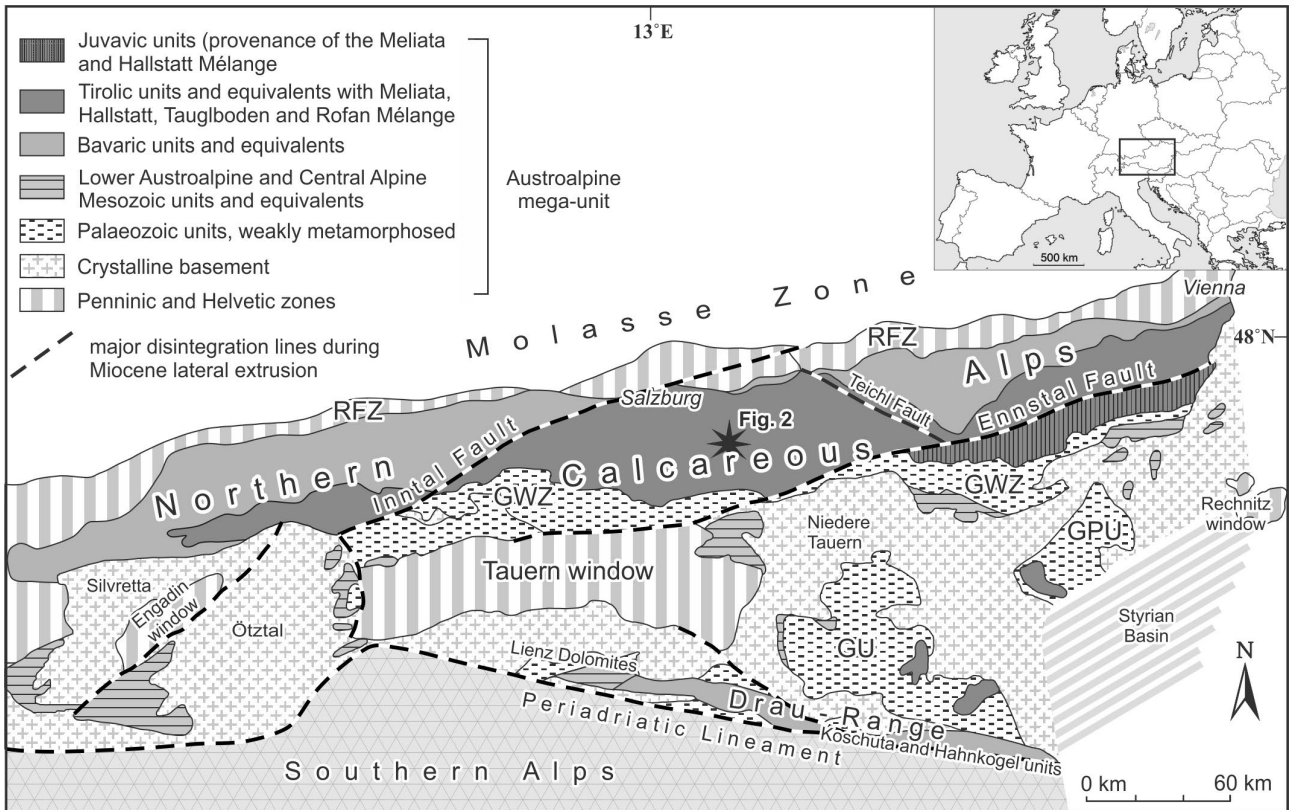 Juvavic units (provenance of the Meliata
and Hallstatt Mélange
Tirolic units and equivalents with Meliata,
Hallstatt, Tauglboden and Rofan Mélange
Bavaric units and equivalents
Lower Austroalpine and Central Alpine
Mesozoic units and equivalents
Palaeozoic units, weakly metamorphosed
Crystalline basement
Penninic and Helvetic zones
Austroalpine
mega-unit
major disintegration lines during
Miocene lateral extrusion
13°E
500 km
Molasse Zone
Vienna
48°N
RFZ
RFZ
Alps
Salzburg
Teichl Fault
Ennstal Fault
Fig. 2
Northern
Inntal Fault
Calcareous
GWZ
GWZ
Rechnitz
window
Niedere
Tauern
GPU
Silvretta
Engadin
window
Ötztal
Tauern window
Styrian
Basin
GU
Lienz Dolomites
N
Drau Range
Periadriatic Lineament
Koschuta and Hahnkogel units
Southern Alps
0 km
60 km